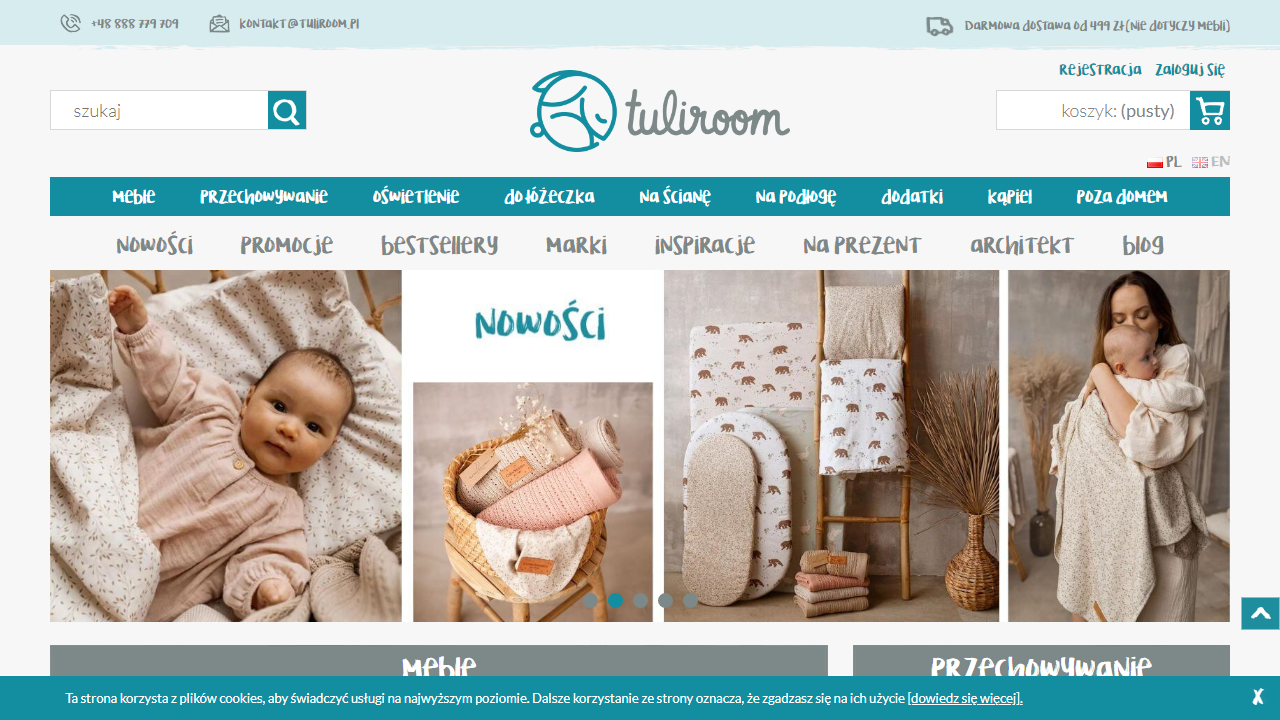 +48 888 779 709
kontakt@tuliroom.pl
Darmowa dostawa od 499 zł(nie dotyczy mebli)
Rejestracja Zaloguj się
szukaj
tuliroom
koszyk: (pusty)
PL EN
Meble Przechowywanie Oświetlenie do łóżeczka Na ścianę Na podłogę dodatki kąpiel Poza domem
Nowości Promocje Bestsellery Marki Inspiracje Na prezent Architekt Blog
Nowości
Meble
Przechowywanie
Ta strona korzysta z plików cookies, aby świadczyć usługi na najwyższym poziomie. Dalsze korzystanie ze strony oznacza, że zgadzasz się na ich użycie [dowiedz się więcej].
X